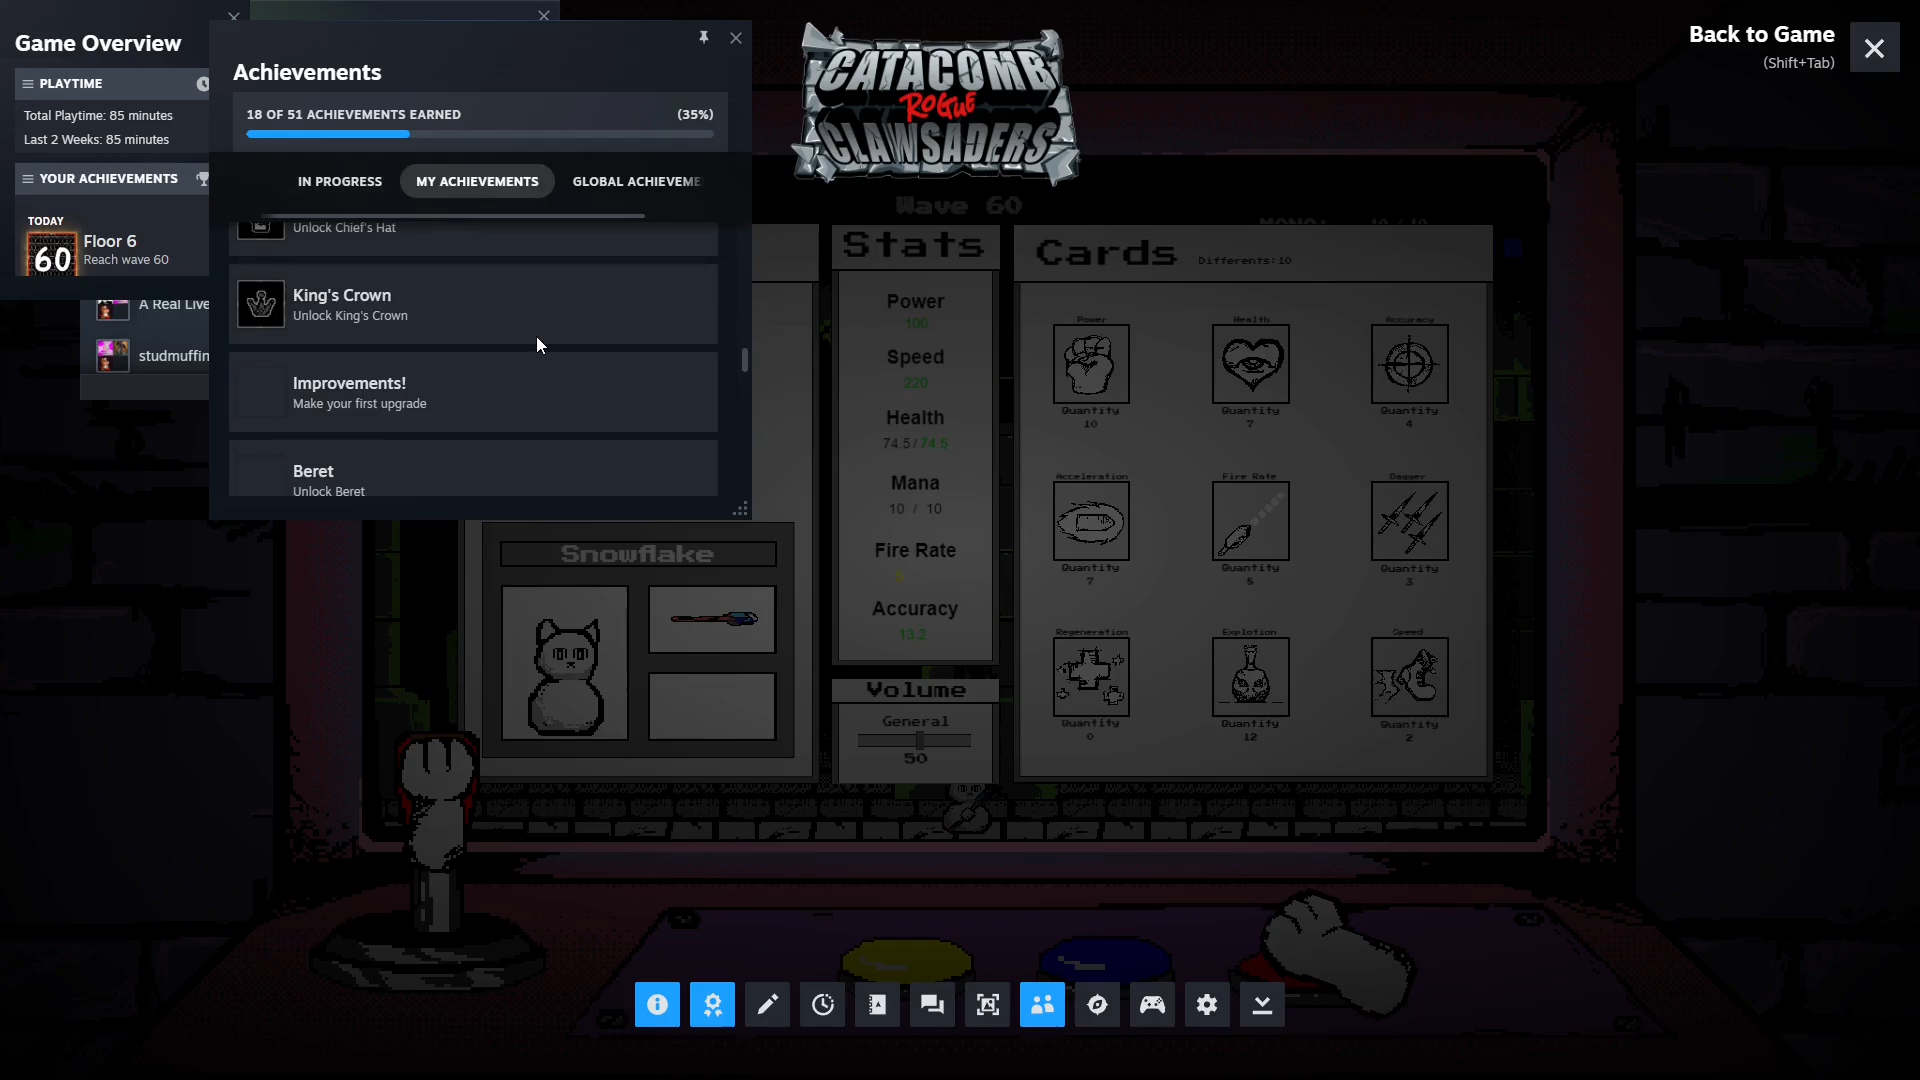 Game Overview
PLAYTIME
Total Playtime: 85 minutes
Last 2 Weeks: 85 minutes
YOUR ACHIEVEMENTS
TODAY
60
Floor 6
Reach wave 60
A Real Live
studmuffin
Achievements
18 OF 51 ACHIEVEMENTS EARNED
(35%)
IN PROGRESS
MY ACHIEVEMENTS
GLOBAL ACHIEVEME
Unlock Chief's Hat
King's Crown
Unlock King's Crown
Improvements!
Make your first upgrade
Beret
Unlock Beret
CATACOMB
ROGUE
CLAWSADERS
Back to Game
(Shift+Tab)
Wave 60
Snowflake
Stats
Power
100
Speed
220
Health
74.5/74.5
Mana
10 / 10
Fire Rate
Accuracy
13.2
Volume
General
50
Cards
Differents:10
Power
Quantity
10
Health
Quantity
7
Accuracy
Quantity
4
Acceleration
Quantity
7
Fire Rate
Quantity
Dagger
Quantity
3
Regeneration
Quantity
0
Explotion
Quantity
12
Speed
Quantity
2